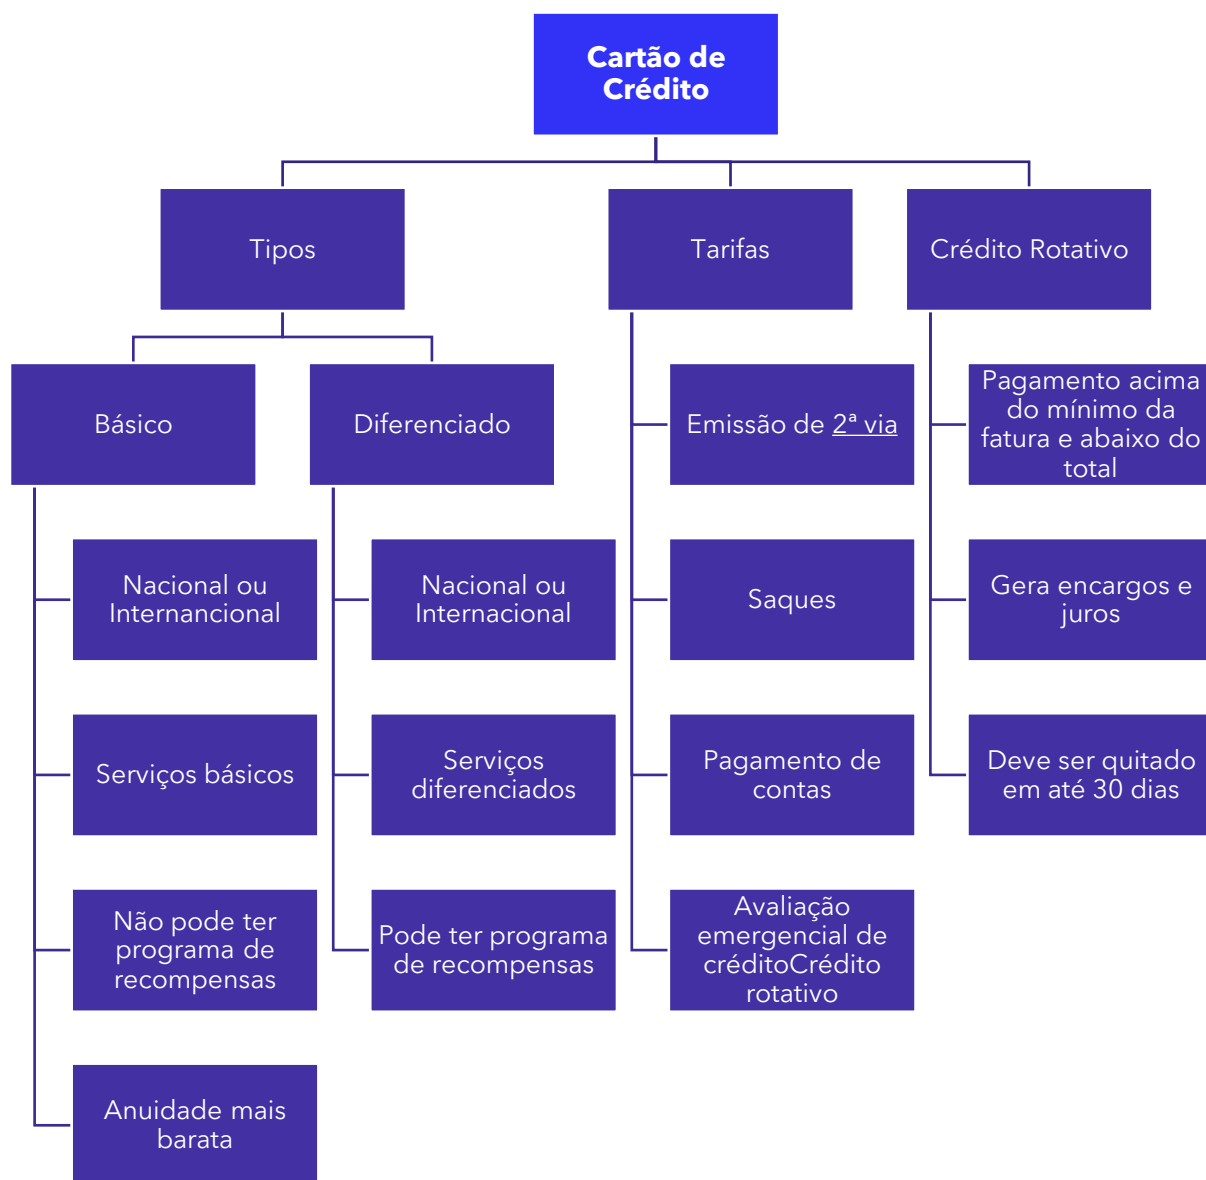 Cartão de
Crédito
Tipos
Tarifas
Crédito Rotativo
Básico
Diferenciado
Emissão de 2ª via
Pagamento acima
do mínimo da
fatura e abaixo do
total
Nacional ou
Internancional
Nacional ou
Internacional
Saques
Gera encargos e
juros
Serviços básicos
Serviços
diferenciados
Pagamento de
contas
Deve ser quitado
em até 30 dias
Não pode ter
programa de
recompensas
Pode ter programa
de recompensas
Avaliação
emergencial de
créditoCrédito
rotativo
Anuidade mais
barata